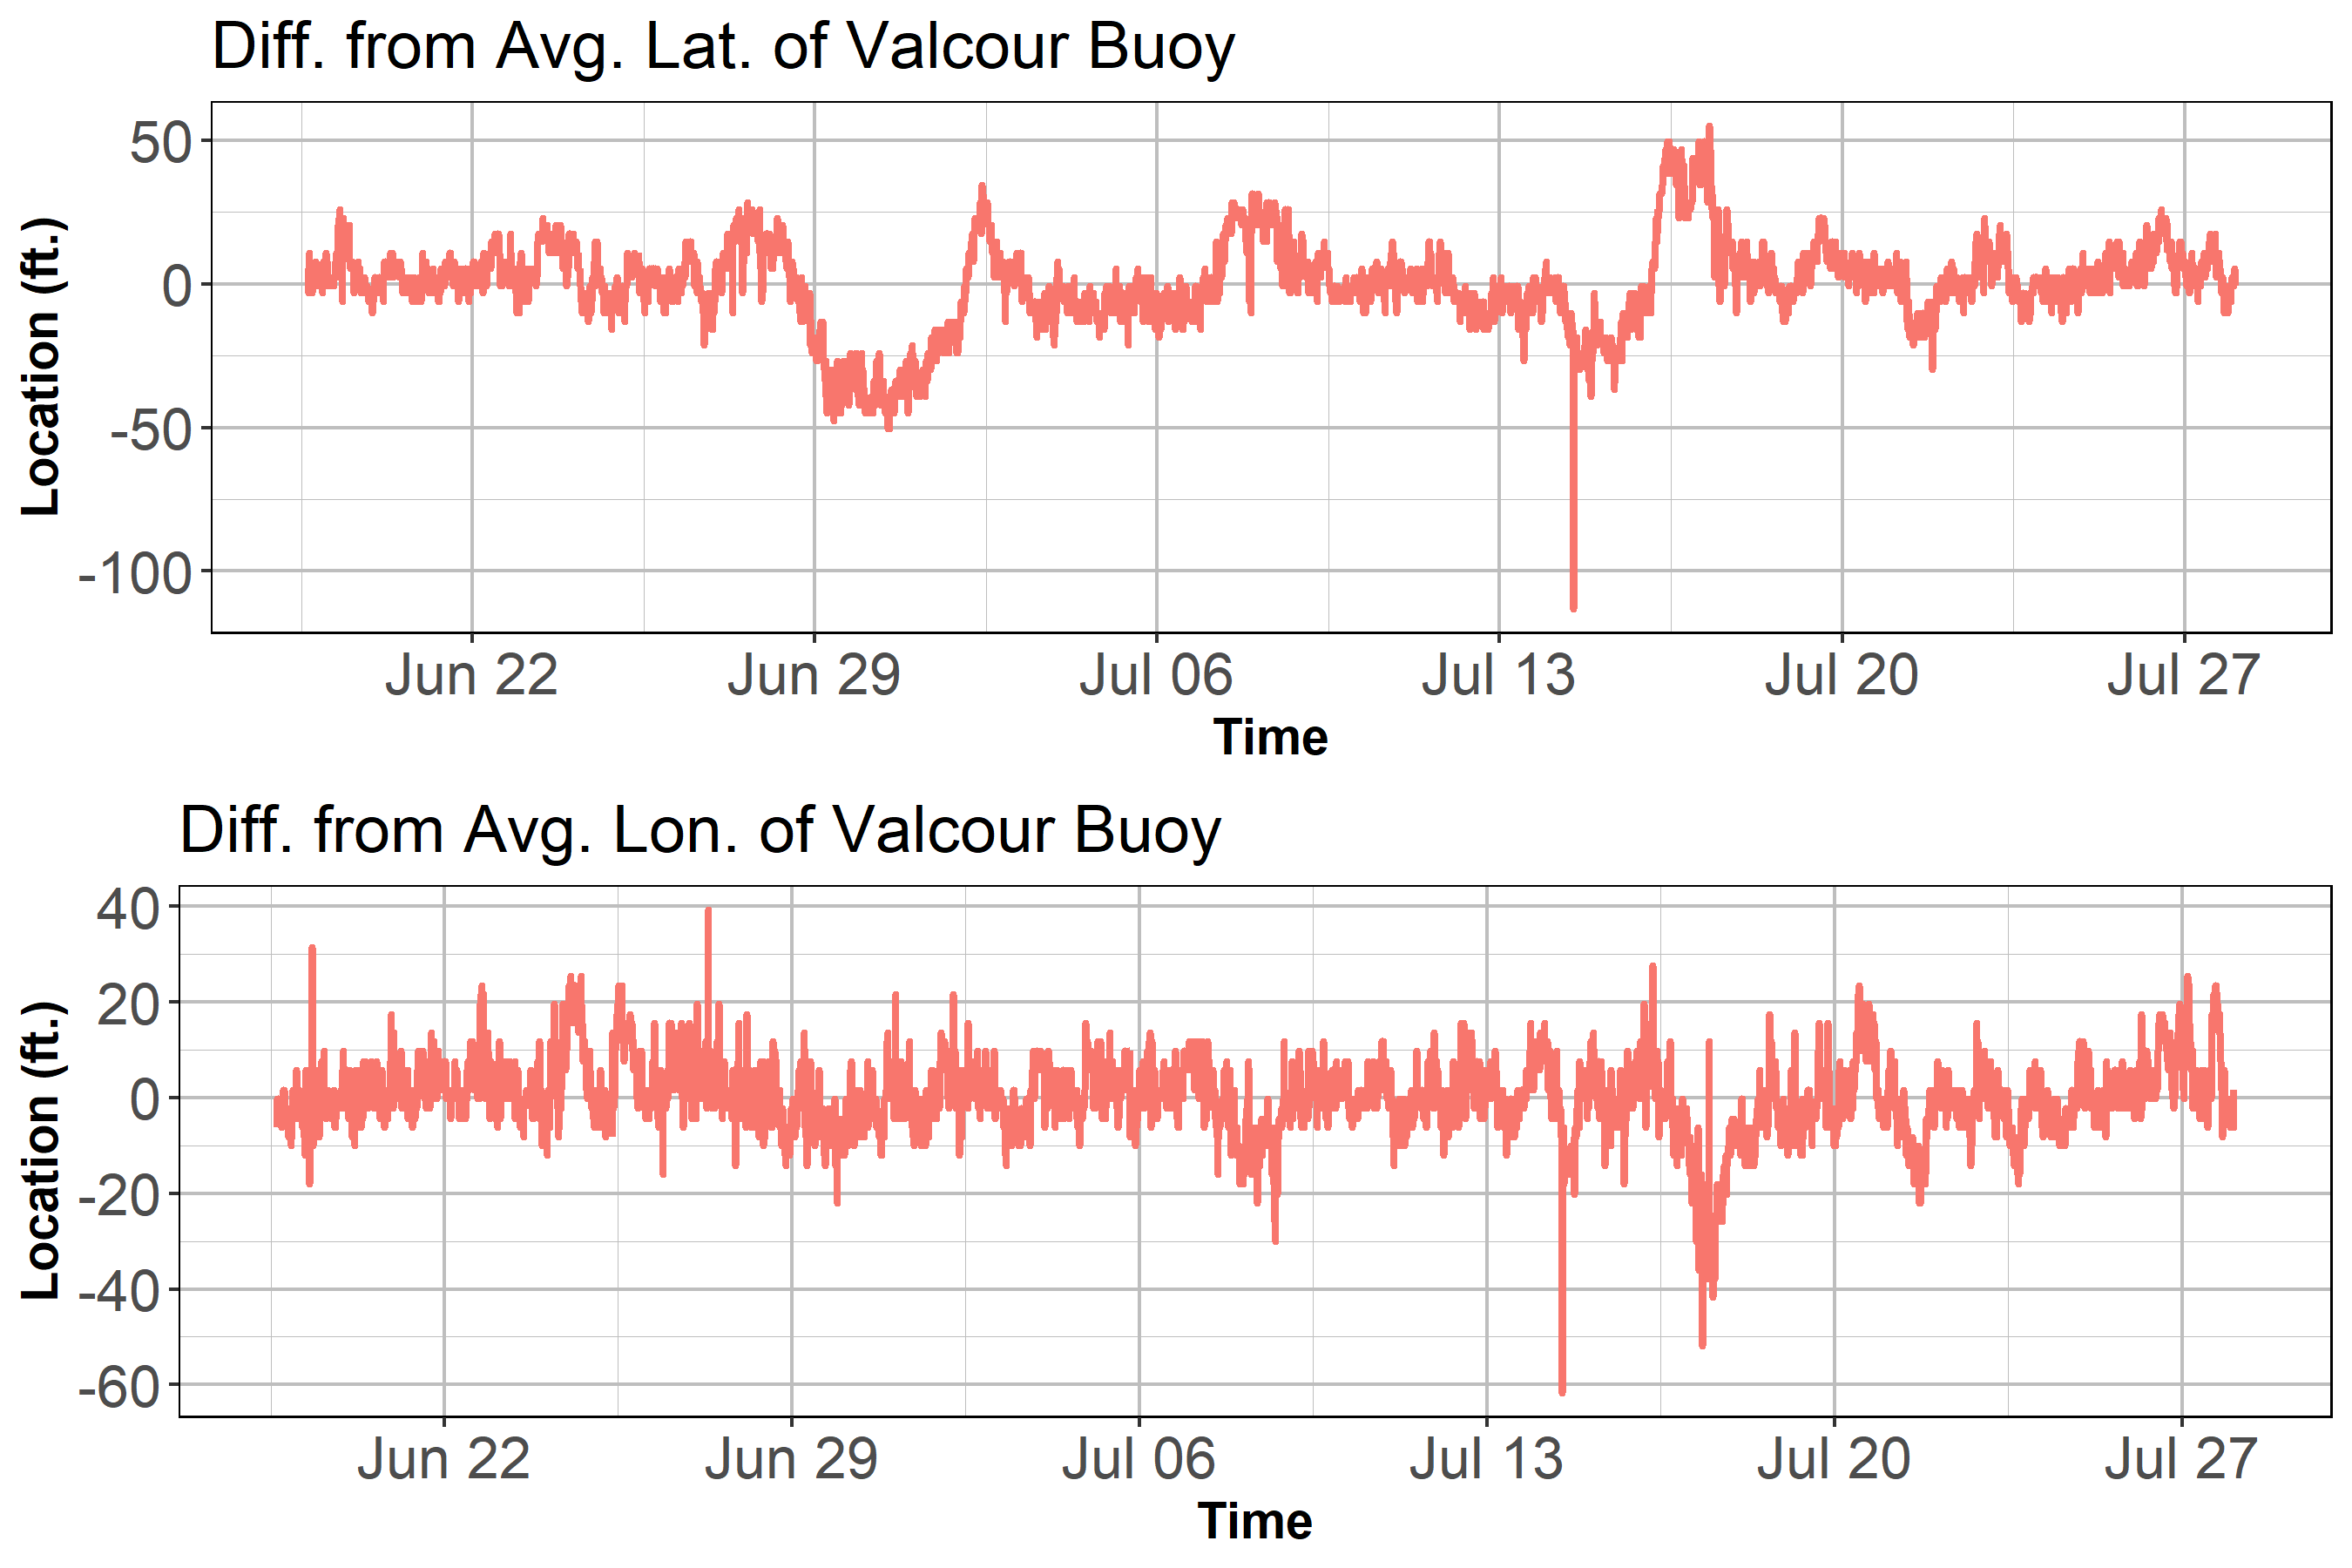 Diff. from Avg. Lat. of Valcour Buoy
Location (ft.)
50
0
-50
-100
Jun 22 Jun 29 Jul 06 Jul 13 Jul 20 Jul 27
Time
Diff. from Avg. Lon. of Valcour Buoy
Location (ft.)
40
20
0
-20
-40
-60
Jun 22 Jun 29 Jul 06 Jul 13 Jul 20 Jul 27
Time